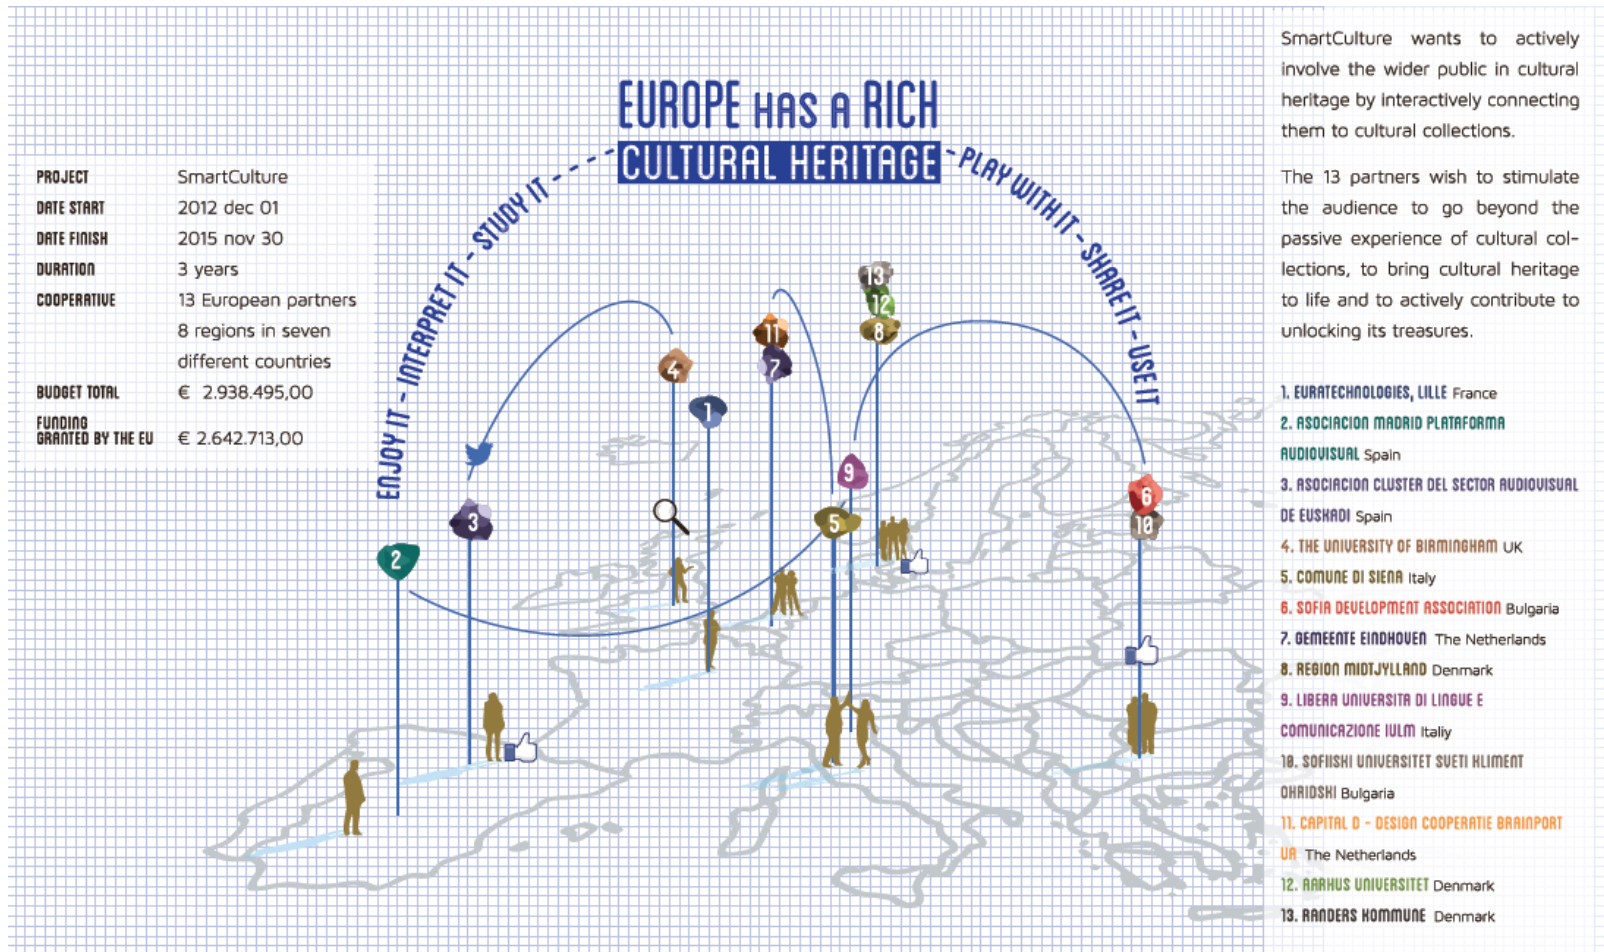 EUROPE HAS A RICH
CULTURAL HERITAGE
ENJOY IT - INTERPRET IT - STUDY IT - - - -
- PLAY WITH IT - SHARE IT - USE IT
PROJECT SmartCulture
DATE START 2012 dec 01
DATE FINISH 2015 nov 30
DURATION 3 years
COOPERATIVE 13 European partners
8 regions in seven
different countries
BUDGET TOTAL € 2.938.495,00
FUNDING
GRANTED BY THE EU € 2.642.713,00
13
12
11
8
7
4
1
9
6
3
5
10
2
SmartCulture wants to actively
involve the wider public in cultural
heritage by interactively connecting
them to cultural collections.
The 13 partners wish to stimulate
the audience to go beyond the
passive experience of cultural col-
lections, to bring cultural heritage
to life and to actively contribute to
unlocking its treasures.
1. EURATECHNOLOGIES, LILLE France
2. ASOCIACION MADRID PLATAFORMA
AUDIOVISUAL Spain
3. ASOCIACION CLUSTER DEL SECTOR AUDIOVISUAL
DE EUSKADI Spain
4. THE UNIVERSITY OF BIRMINGHAM UK
5. COMUNE DI SIENA Italy
6. SOFIA DEVELOPMENT ASSOCIATION Bulgaria
7. GEMEENTE EINDHOVEN The Netherlands
8. REGION MIDTJYLLAND Denmark
9. LIBERA UNIVERSITA DI LINGUE E
COMUNICAZIONE IULM Italiy
10. SOFIISKI UNIVERSITET SVETI KLIMENT
OHRIDSKI Bulgaria
11. CAPITAL D - DESIGN COOPERATIE BRAINPORT
UA The Netherlands
12. AARHUS UNIVERSITET Denmark
13. RANDERS KOMMUNE Denmark